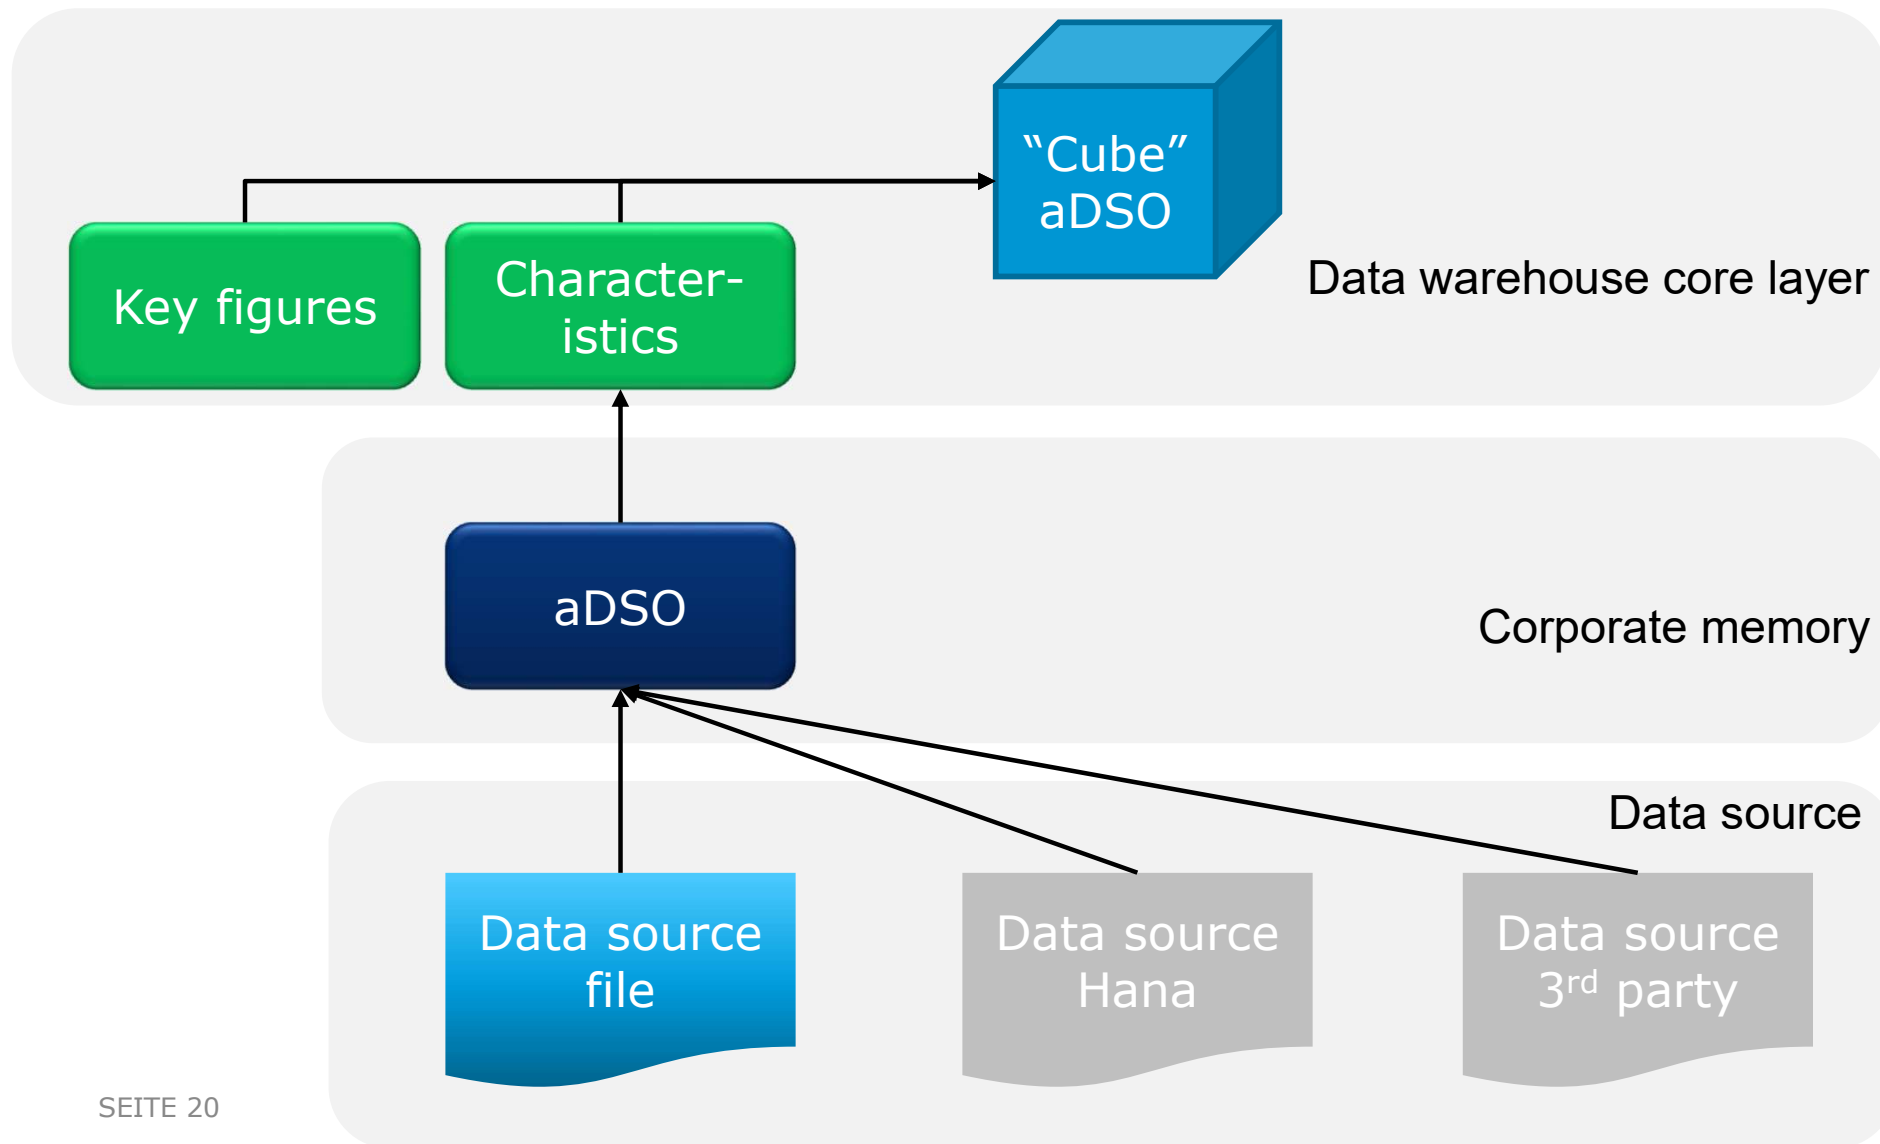 “Cube”
aDSO
Data warehouse core layer
Key figures
Character-
istics
aDSO
Corporate memory
Data source
Data source
file
Data source
Hana
Data source
3rd party
SEITE 20